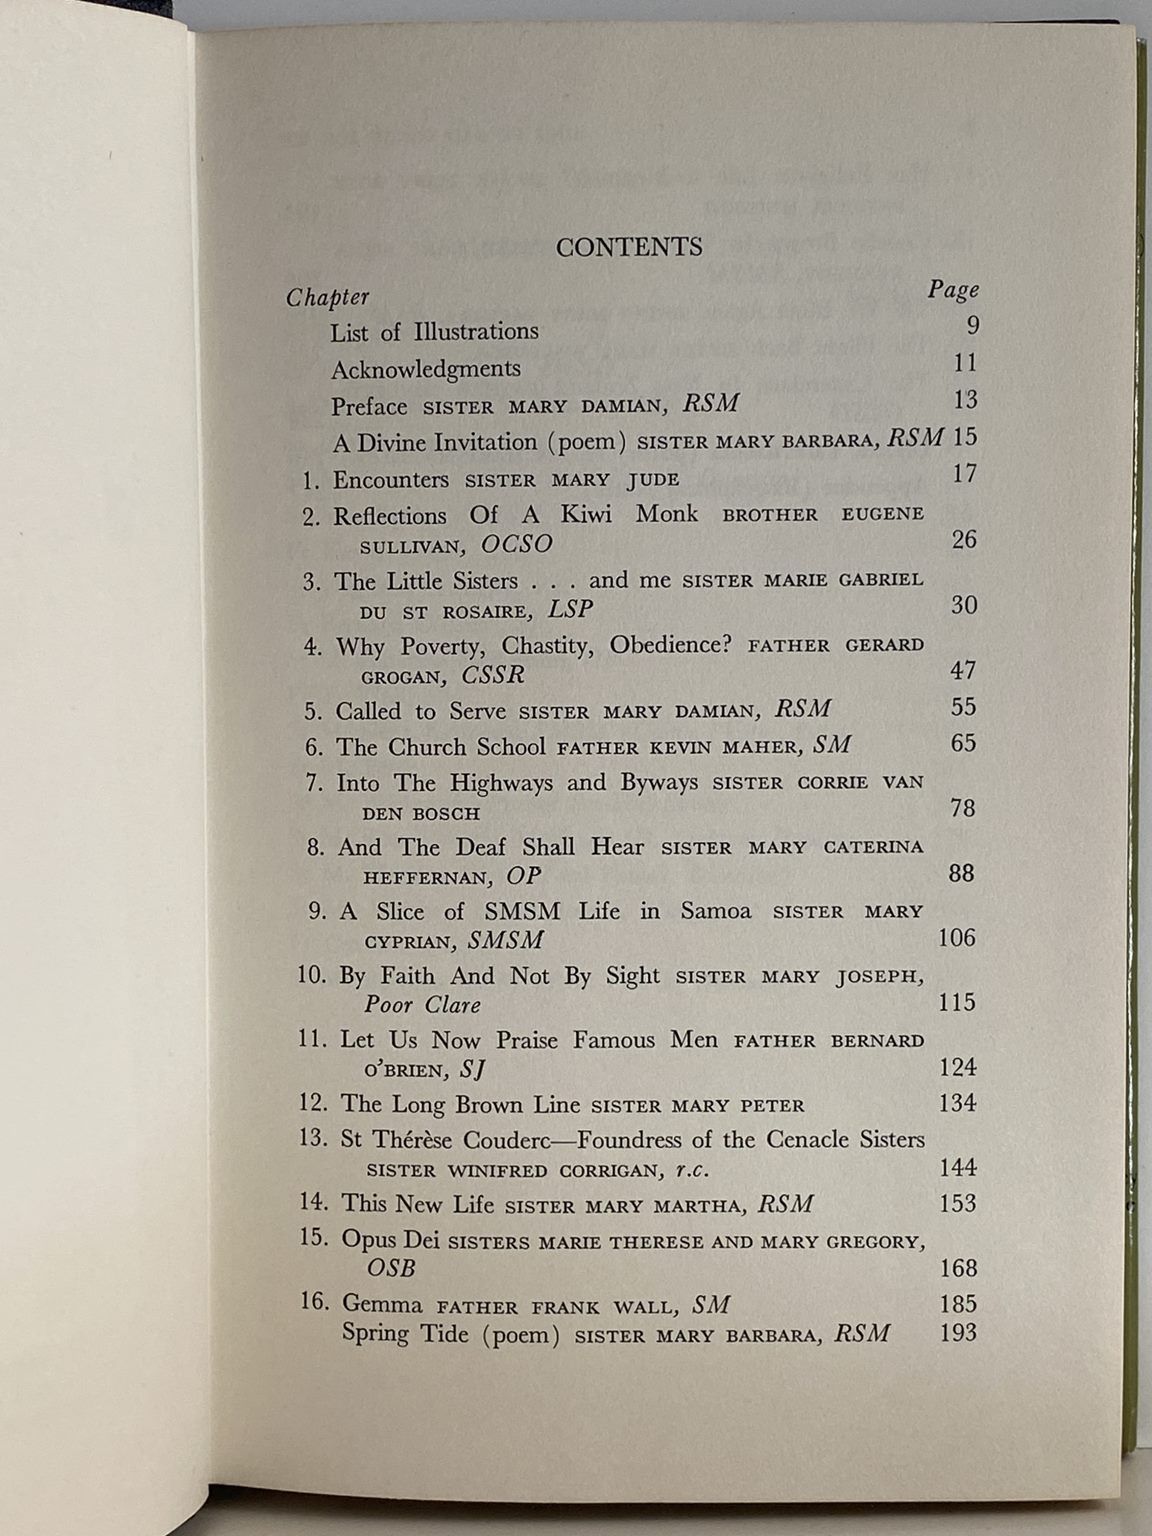 CONTENTS
Chapter Page
List of Illustrations 9
Acknowledgments 11
Preface SISTER MARY DAMIAN, RSM 13
A Divine Invitation (poem) SISTER MARY BARBARA, RSM 15
1. Encounters SISTER MARY JUDE 17
2. Reflections Of A Kiwi Monk BROTHER EUGENE
SULLIVAN, OCSO 26
3. The Little Sisters . . . and me SISTER MARIE GABRIEL
DU ST ROSAIRE, LSP 30
4. Why Poverty, Chastity, Obedience? FATHER GERARD
GROGAN, CSSR 47
5. Called to Serve SISTER MARY DAMIAN, RSM 55
6. The Church School FATHER KEVIN MAHER, SM 65
7. Into The Highways and Byways SISTER CORRIE VAN
DEN BOSCH 78
8. And The Deaf Shall Hear SISTER MARY CATERINA
HEFFERNAN, OP 88
9. A Slice of SMSM Life in Samoa SISTER MARY
CYPRIAN, SMSM 106
10. By Faith And Not By Sight SISTER MARY JOSEPH,
Poor Clare 115
11. Let Us Now Praise Famous Men FATHER BERNARD
O'BRIEN, SJ 124
12. The Long Brown Line SISTER MARY PETER 134
13. St Thérèse Couderc—Foundress of the Cenacle Sisters
SISTER WINIFRED CORRIGAN, r.c. 144
14. This New Life SISTER MARY MARTHA, RSM 153
15. Opus Dei SISTERS MARIE THERESE AND MARY GREGORY,
OSB 168
16. Gemma FATHER FRANK WALL, SM 185
Spring Tide (poem) SISTER MARY BARBARA, RSM 193